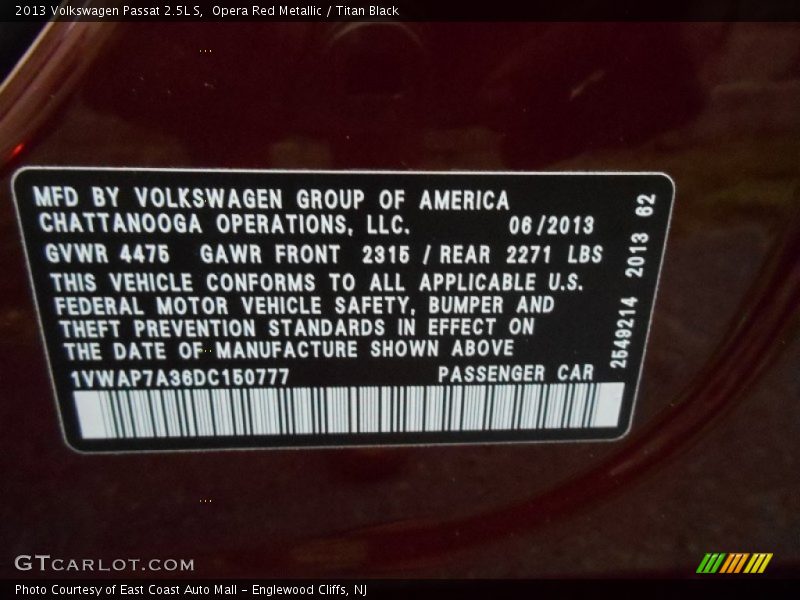 2013 Volkswagen Passat 2.5L S, Opera Red Metallic / Titan Black
MFD BY VOLKSWAGEN GROUP OF AMERICA
CHATTANOOGA OPERATIONS, LLC. 06/2013
GVWR 4475 GAWR FRONT 2315 / REAR 2271 LBS
THIS VEHICLE CONFORMS TO ALL APPLICABLE U.S.
FEDERAL MOTOR VEHICLE SAFETY, BUMPER AND
THEFT PREVENTION STANDARDS IN EFFECT ON
THE DATE OF MANUFACTURE SHOWN ABOVE
1VWAP7A36DC150777 PASSENGER CAR
2549214 2013 62
GTCARLOT.COM
Photo Courtesy of East Coast Auto Mall - Englewood Cliffs, NJ